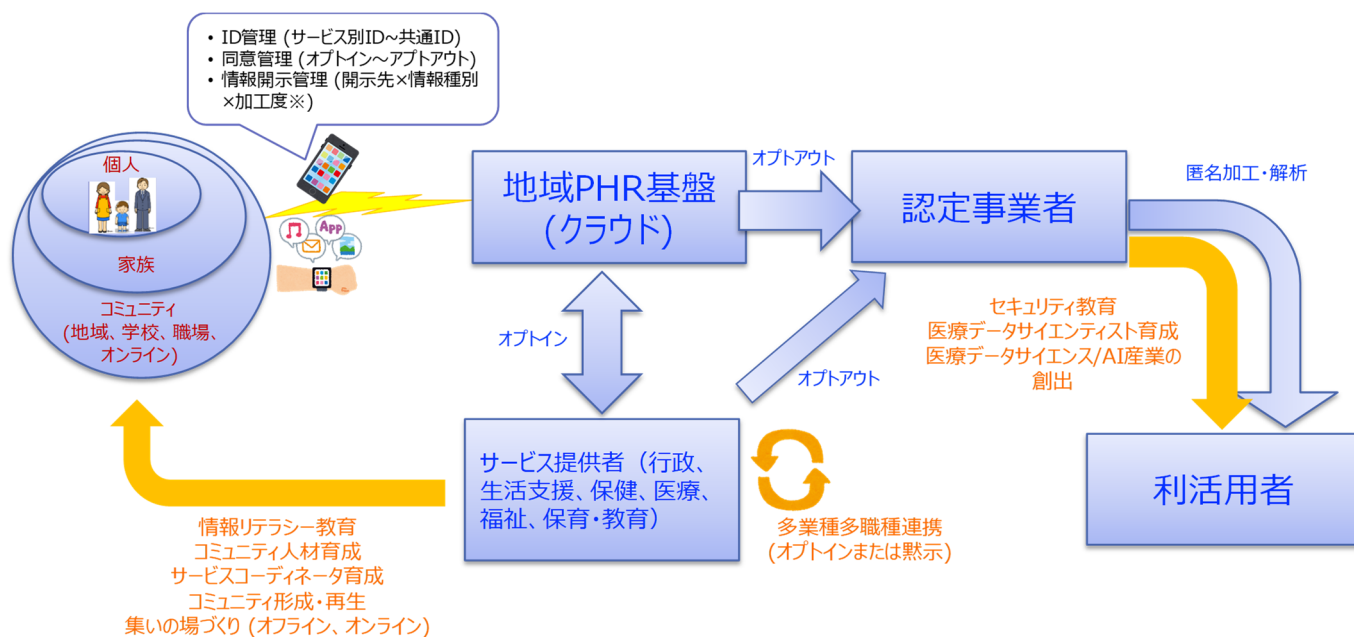 • ID管理 (サービス別ID～共通ID)
• 同意管理 (オプトイン～アプトアウト)
• 情報開示管理 (開示先×情報種別
×加工度※)
個人
家族
コミュニティ
(地域、学校、職場、
オンライン)
App
地域PHR基盤
(クラウド)
オプトアウト
認定事業者
匿名加工・解析
オプトイン
オプトアウト
セキュリティ教育
医療データサイエンティスト育成
医療データサイエンス/AI産業の
創出
サービス提供者（行政、
生活支援、保健、医療、
福祉、保育・教育）
多業種多職種連携
(オプトインまたは黙示)
利活用者
情報リテラシー教育
コミュニティ人材育成
サービスコーディネータ育成
コミュニティ形成・再生
集いの場づくり (オフライン、オンライン)